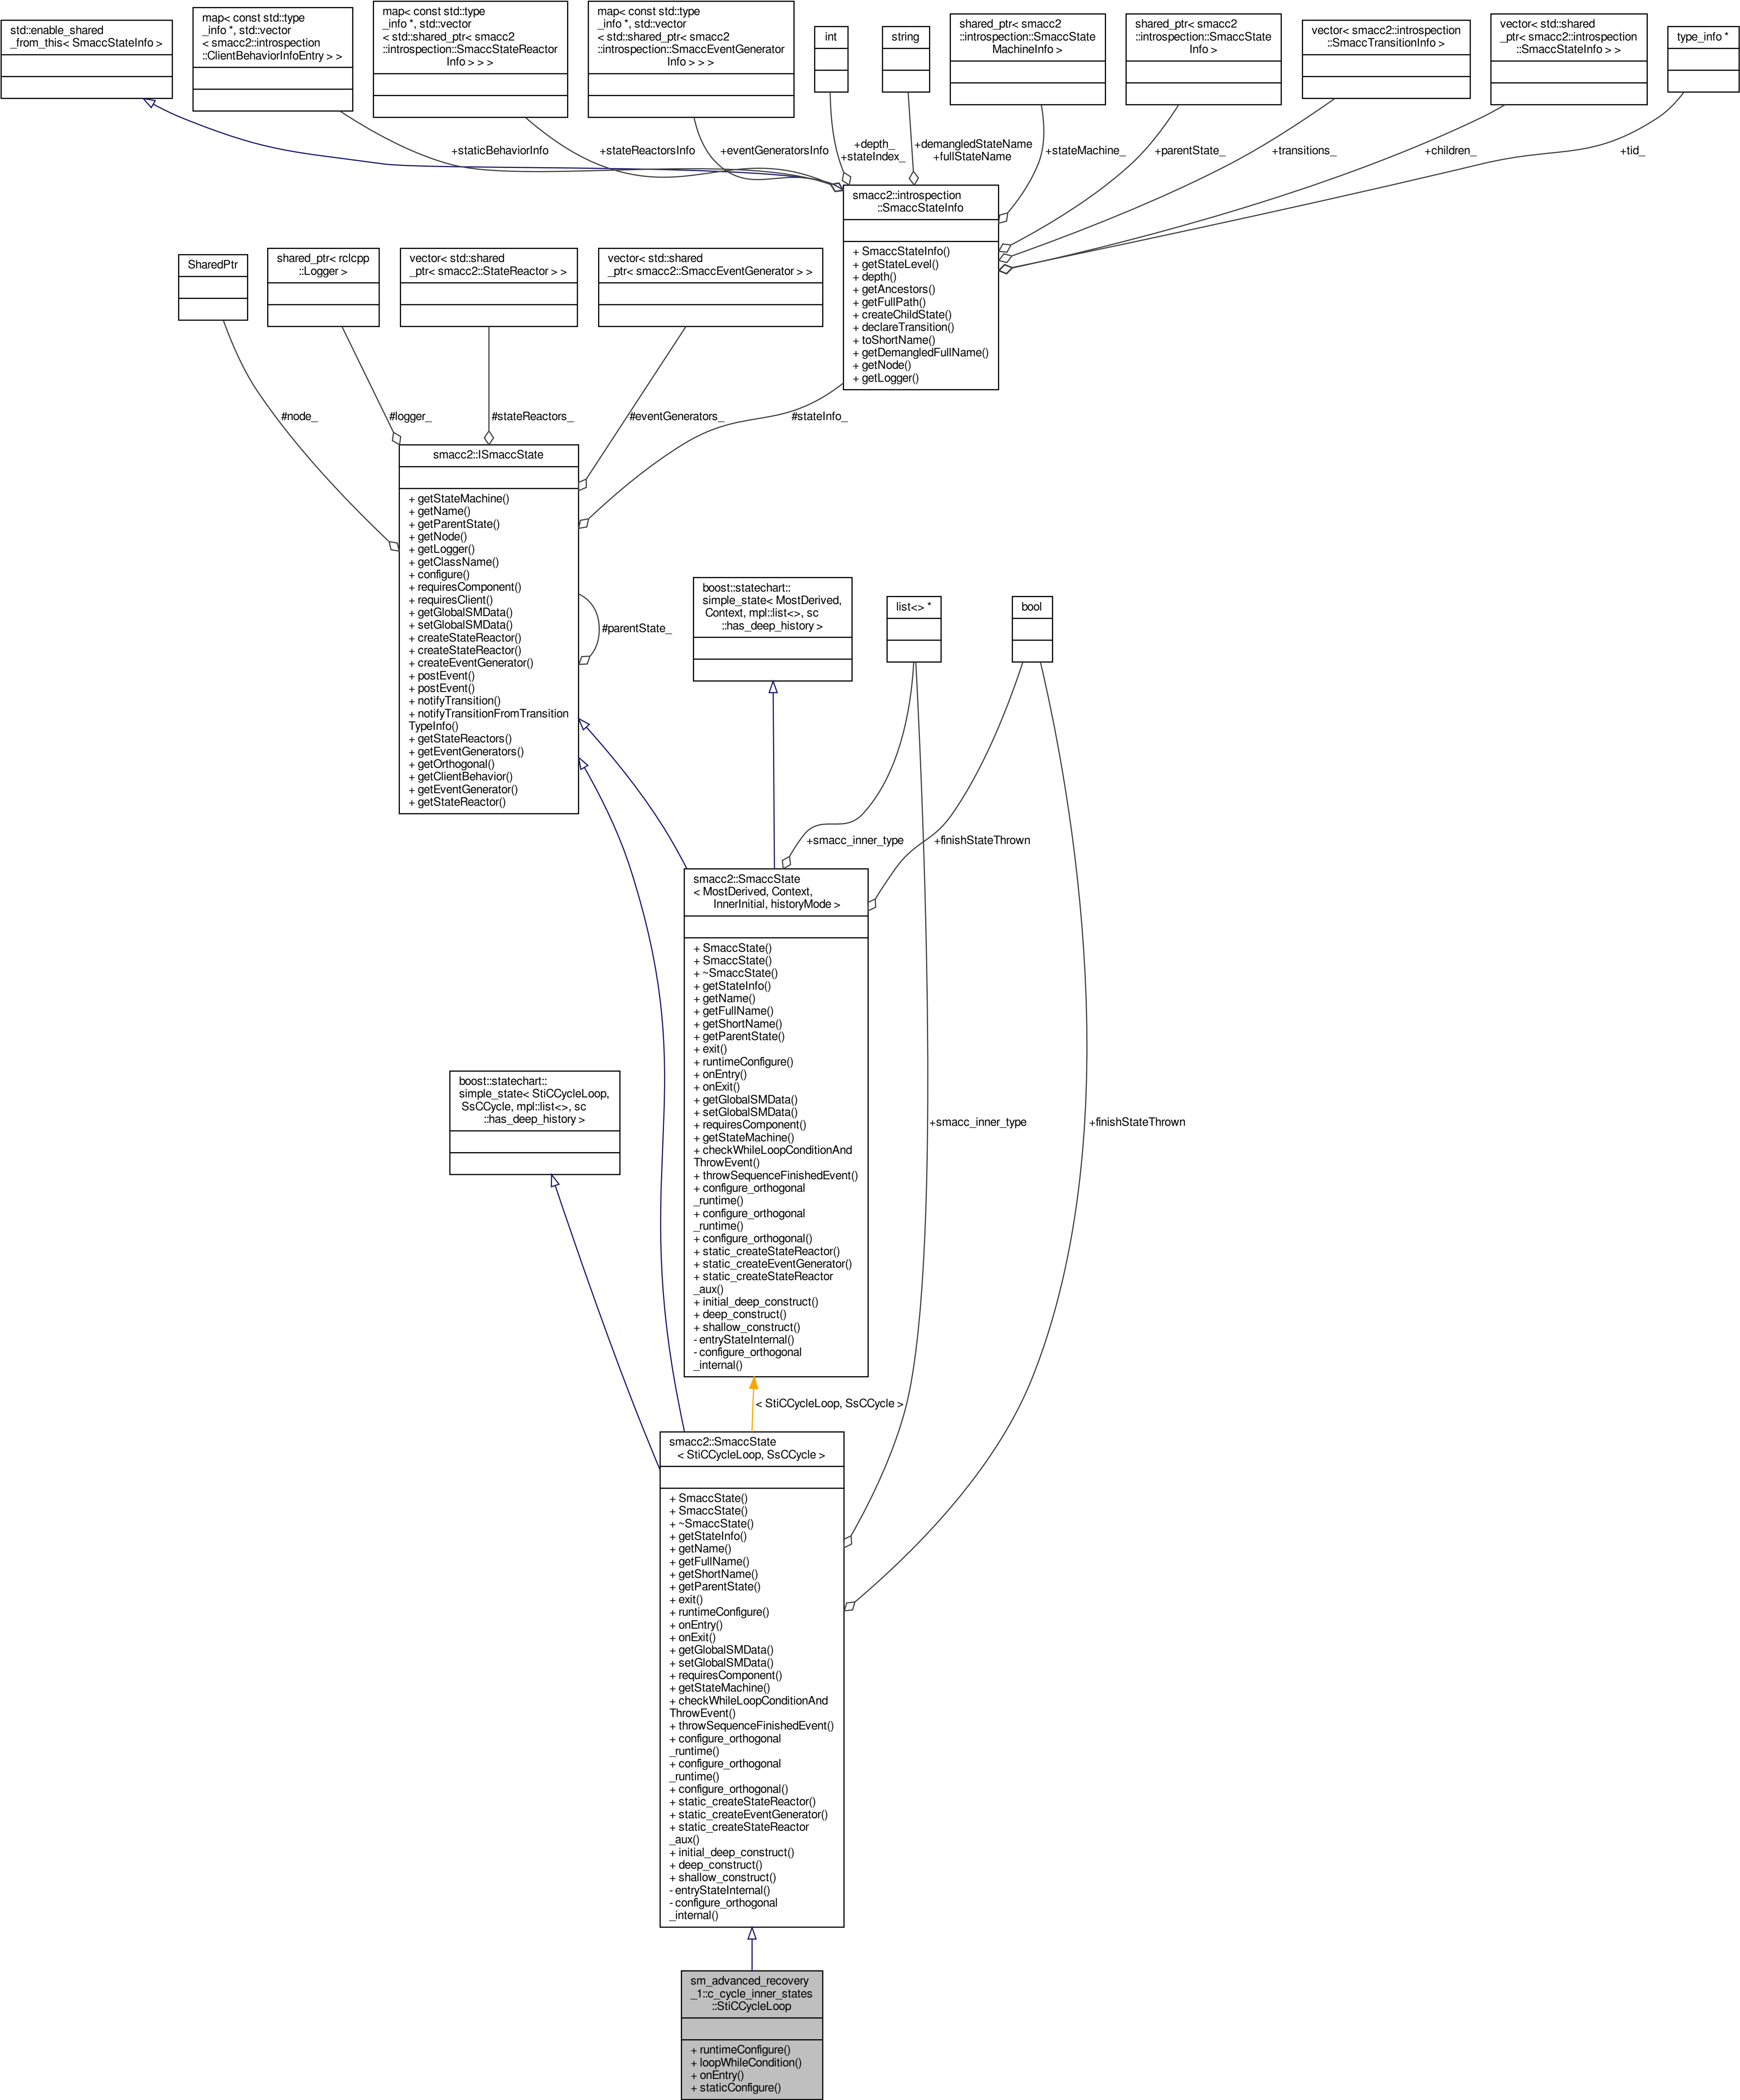 std::enable_shared
_from_this< SmaccStateInfo >
map< const std::type
_info *, std::vector
< smacc2::introspection
::ClientBehaviorInfoEntry > >
map< const std::type
_info *, std::vector
< std::shared_ptr< smacc2
::introspection::SmaccStateReactor
Info > > >
map< const std::type
_info *, std::vector
< std::shared_ptr< smacc2
::introspection::SmaccEventGenerator
Info > > >
int
string
shared_ptr< smacc2
::introspection::SmaccState
MachineInfo >
shared_ptr< smacc2
::introspection::SmaccState
Info >
vector< smacc2::introspection
::SmaccTransitionInfo >
vector< std::shared
_ptr< smacc2::introspection
::SmaccStateInfo > >
type_info *
+staticBehaviorInfo
+stateReactorsInfo
+eventGeneratorsInfo
+depth_
+stateIndex_
+demangledStateName
+fullStateName
+stateMachine_
+parentState_
+transitions_
+children_
+tid_
smacc2::introspection
::SmaccStateInfo
+ SmaccStateInfo()
+ getStateLevel()
+ depth()
+ getAncestors()
+ getFullPath()
+ createChildState()
+ declareTransition()
+ toShortName()
+ getDemangledFullName()
+ getNode()
+ getLogger()
SharedPtr
shared_ptr< rclcpp
::Logger >
vector< std::shared
_ptr< smacc2::StateReactor > >
vector< std::shared
_ptr< smacc2::SmaccEventGenerator > >
#node_
#logger_
#stateReactors_
#eventGenerators_
#stateInfo_
smacc2::ISmaccState
+ getStateMachine()
+ getName()
+ getParentState()
+ getNode()
+ getLogger()
+ getClassName()
+ configure()
+ requiresComponent()
+ requiresClient()
+ getGlobalSMData()
+ setGlobalSMData()
+ createStateReactor()
+ createStateReactor()
+ createEventGenerator()
+ postEvent()
+ postEvent()
+ notifyTransition()
+ notifyTransitionFromTransition
TypeInfo()
+ getStateReactors()
+ getEventGenerators()
+ getOrthogonal()
+ getClientBehavior()
+ getEventGenerator()
+ getStateReactor()
#parentState_
boost::statechart::
simple_state< MostDerived,
Context, mpl::list<>, sc
::has_deep_history >
list<> *
bool
+smacc_inner_type
+finishStateThrown
smacc2::SmaccState
< MostDerived, Context,
InnerInitial, historyMode >
+ SmaccState()
+ SmaccState()
+ ~SmaccState()
+ getStateInfo()
+ getName()
+ getFullName()
+ getShortName()
+ getParentState()
+ exit()
+ runtimeConfigure()
+ onEntry()
+ onExit()
+ getGlobalSMData()
+ setGlobalSMData()
+ requiresComponent()
+ getStateMachine()
+ checkWhileLoopConditionAnd
ThrowEvent()
+ throwSequenceFinishedEvent()
+ configure_orthogonal
_runtime()
+ configure_orthogonal
_runtime()
+ configure_orthogonal()
+ static_createStateReactor()
+ static_createEventGenerator()
+ static_createStateReactor
_aux()
+ initial_deep_construct()
+ deep_construct()
+ shallow_construct()
- entryStateInternal()
- configure_orthogonal
_internal()
boost::statechart::
simple_state< StiCCycleLoop,
SsCCycle, mpl::list<>, sc
::has_deep_history >
+smacc_inner_type
+finishStateThrown
< StiCCycleLoop, SsCCycle >
smacc2::SmaccState
< StiCCycleLoop, SsCCycle >
+ SmaccState()
+ SmaccState()
+ ~SmaccState()
+ getStateInfo()
+ getName()
+ getFullName()
+ getShortName()
+ getParentState()
+ exit()
+ runtimeConfigure()
+ onEntry()
+ onExit()
+ getGlobalSMData()
+ setGlobalSMData()
+ requiresComponent()
+ getStateMachine()
+ checkWhileLoopConditionAnd
ThrowEvent()
+ throwSequenceFinishedEvent()
+ configure_orthogonal
_runtime()
+ configure_orthogonal
_runtime()
+ configure_orthogonal()
+ static_createStateReactor()
+ static_createEventGenerator()
+ static_createStateReactor
_aux()
+ initial_deep_construct()
+ deep_construct()
+ shallow_construct()
- entryStateInternal()
- configure_orthogonal
_internal()
sm_advanced_recovery
_1::c_cycle_inner_states
::StiCCycleLoop
+ runtimeConfigure()
+ loopWhileCondition()
+ onEntry()
+ staticConfigure()